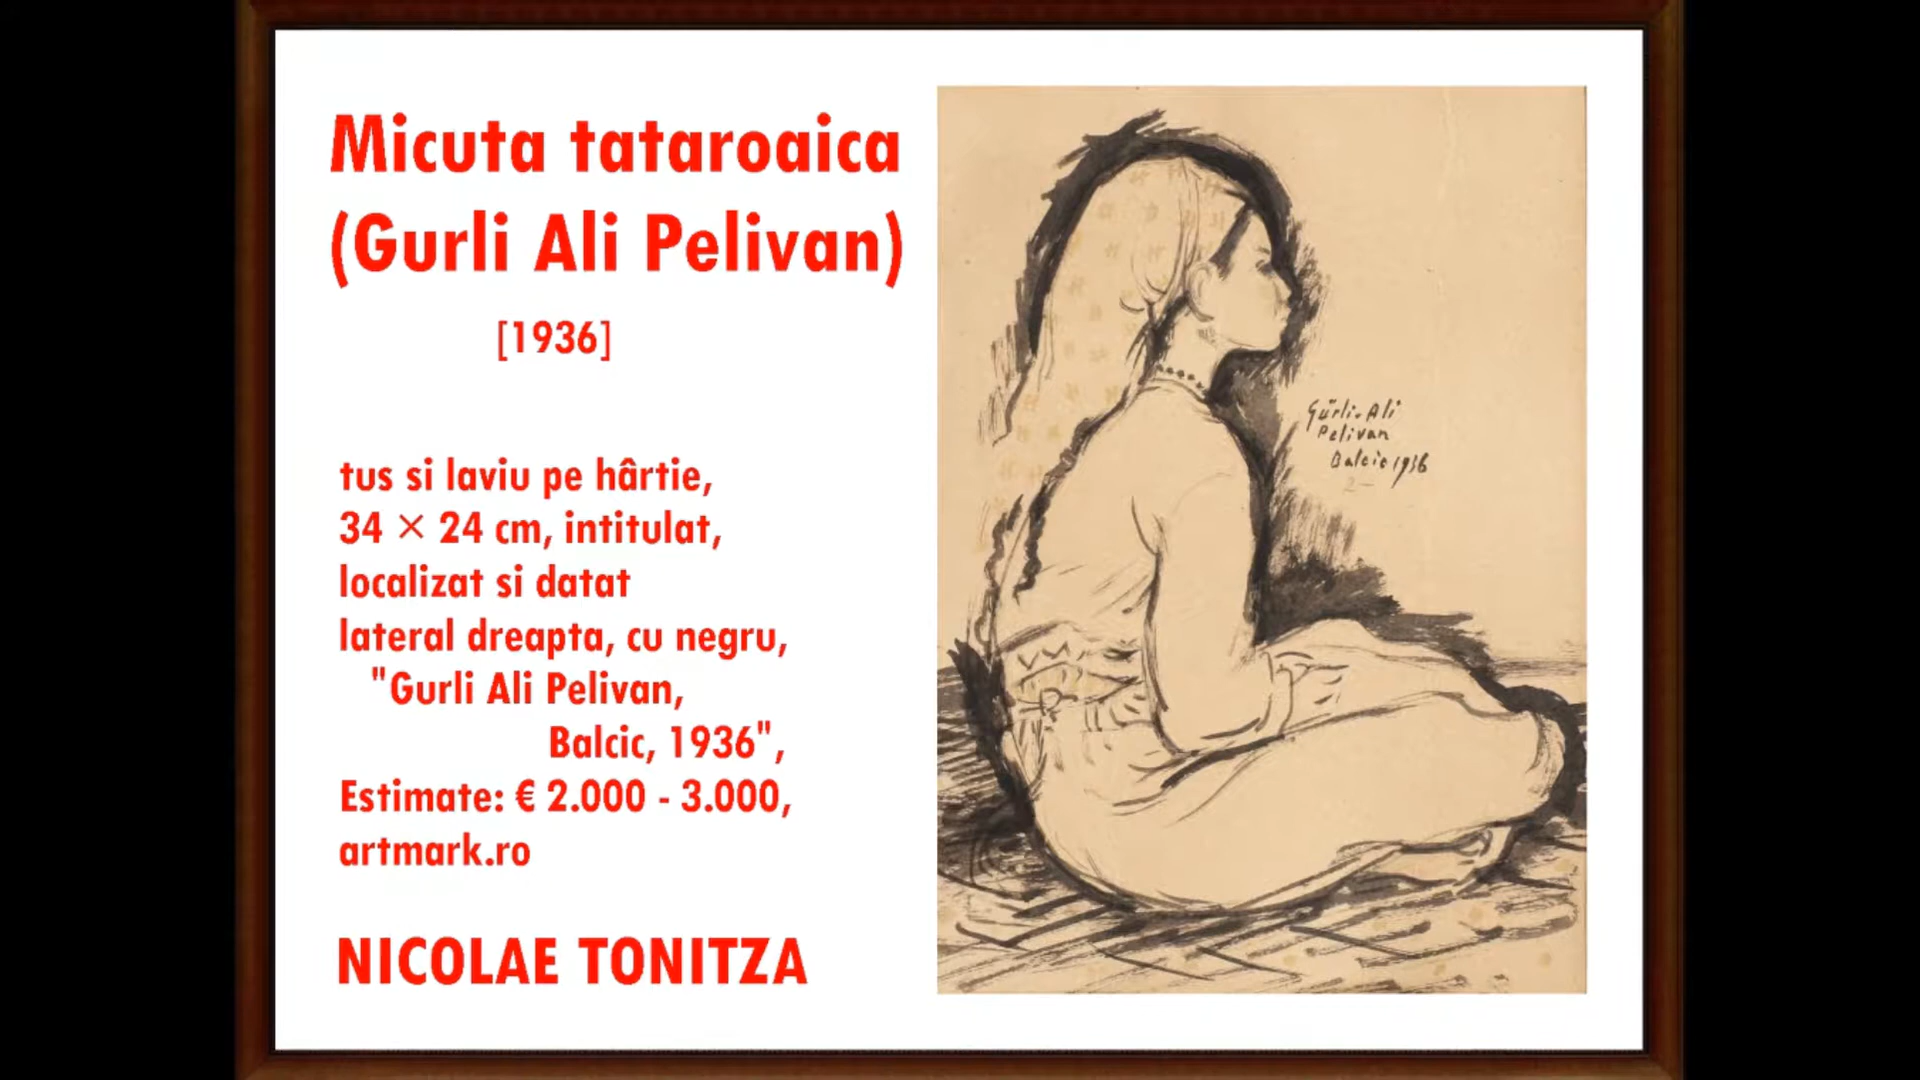 Micuta tataroaica
(Gurli Ali Pelivan)
[1936]
tus si laviu pe hârtie,
34 × 24 cm, intitulat,
localizat si datat
lateral dreapta, cu negru,
"Gurli Ali Pelivan,
Balcic, 1936",
Estimate: € 2.000 - 3.000,
artmark.ro
NICOLAE TONITZA
Gürli-Ali
Pelivan
Balcic 1936